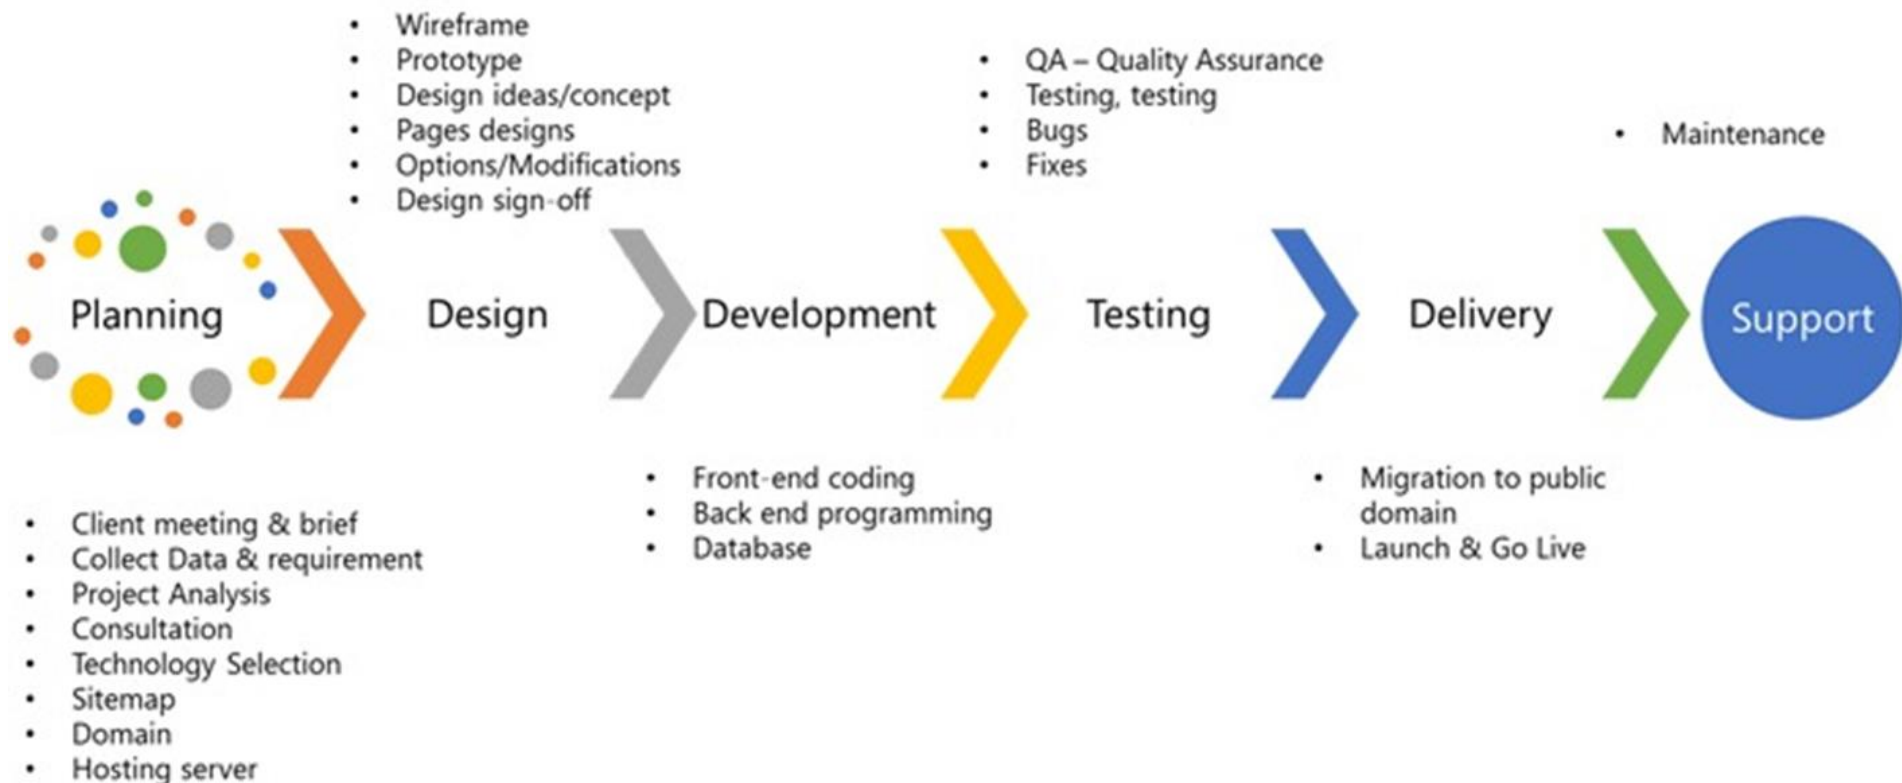 Wireframe
Prototype
Design ideas/concept
Pages designs
Options/Modifications
Design sign-off
QA – Quality Assurance
Testing, testing
Bugs
Fixes
Maintenance
Planning
Design
Development
Testing
Delivery
Support
Client meeting & brief
Collect Data & requirement
Project Analysis
Consultation
Technology Selection
Sitemap
Domain
Hosting server
Front-end coding
Back end programming
Database
Migration to public
domain
Launch & Go Live